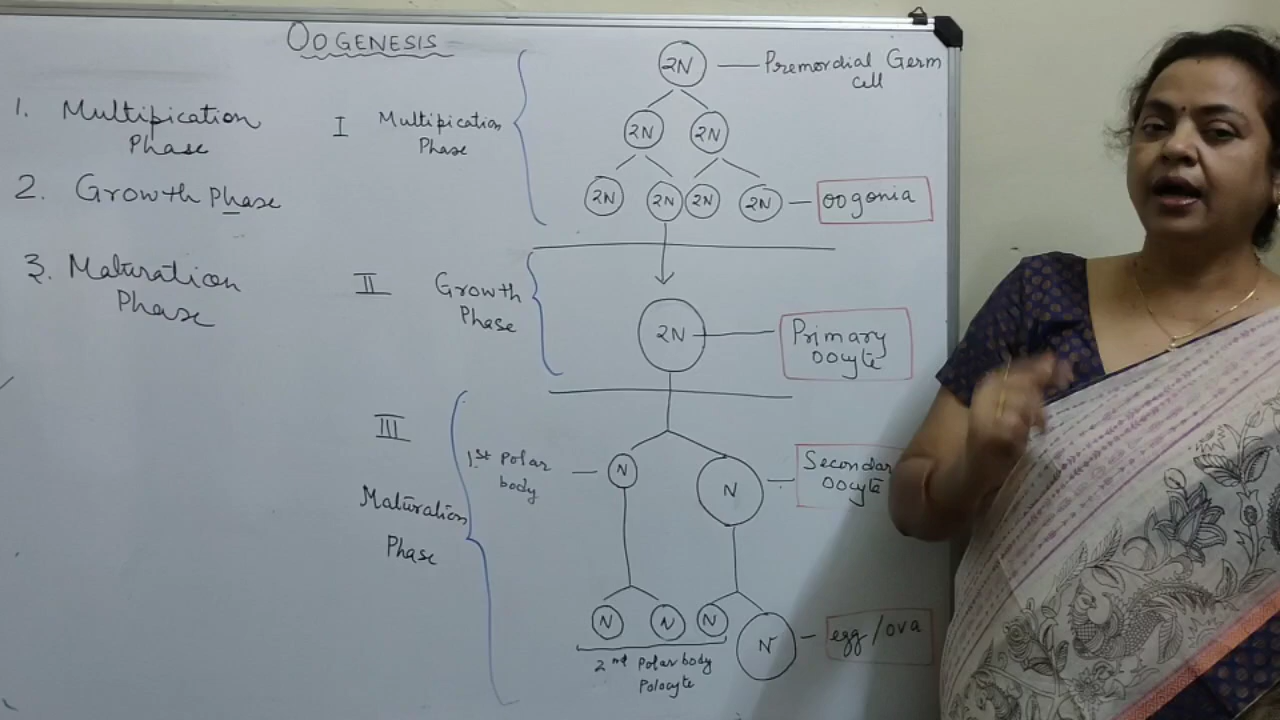 OOGENESIS
1. Multipication
Phase
2. Growth Phase
3. Maturation
Phase
I Multipication
Phase
2N Premordial Germ
cell
2N 2N
2N 2N 2N 2N oogonia
II Growth
Phase
2N Primary
oocyte
III
Maturation
Phase
1st Polar
body
N N Secondar
oocyte
N N N N egg/ova
2nd Polar body
Polocyte